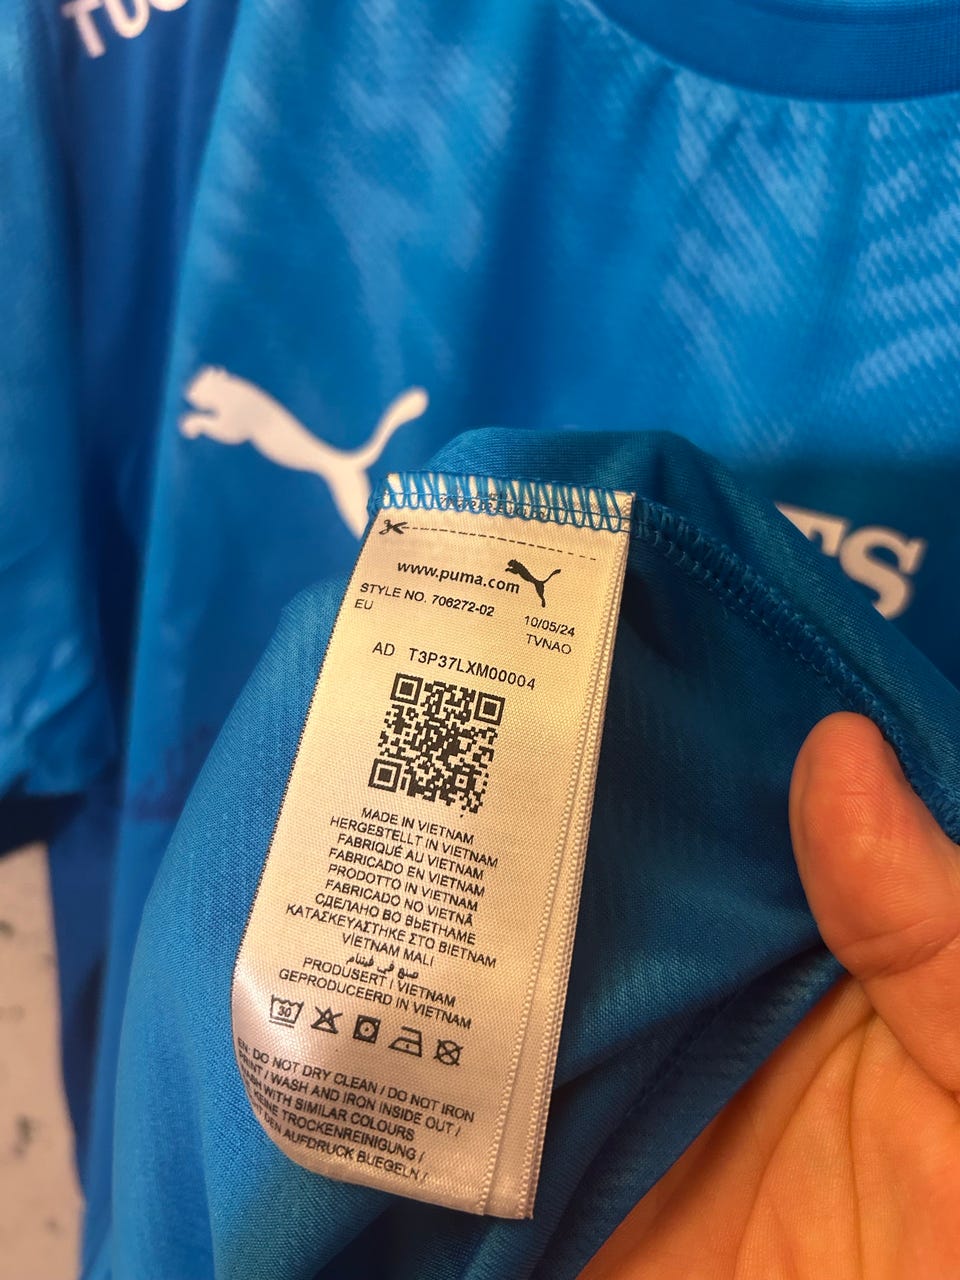 www.puma.com
STYLE NO. 706272-02
EU
10/05/24
TVNAO
AD T3P37LXM00004
MADE IN VIETNAM
HERGESTELLT IN VIETNAM
FABRIQUÉ AU VIETNAM
FABRICADO EN VIETNAM
PRODOTTO IN VIETNAM
FABRICADO NO VIETNÃ
СДЕЛАНО ВО ВЬЕТНАМЕ
ΚΑΤΑΣΚΕΥΑΣΤΗΚΕ ΣΤΟ ΒΙΕΤΝΑΜ
VİETNAM MALI
صنع في فيتنام
PRODUSERT I VIETNAM
GEPRODUCEERD IN VIETNAM
30
EN: DO NOT DRY CLEAN / DO NOT IRON
PRINT / WASH AND IRON INSIDE OUT /
WASH WITH SIMILAR COLOURS
KEINE TROCKENREINIGUNG /
DEN AUFDRUCK BUEGELN /